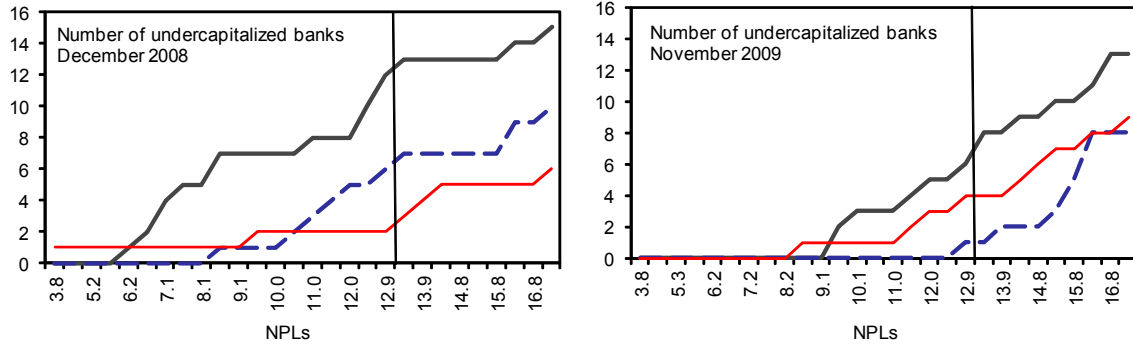 Number of undercapitalized banks
December 2008
16
14
12
10
8
6
4
2
0
3.8 5.2 6.2 7.1 8.1 9.1 10.0 11.0 12.0 12.9 13.9 14.8 15.8 16.8
NPLs
Number of undercapitalized banks
November 2009
16
14
12
10
8
6
4
2
0
3.8 5.3 6.2 7.1 8.2 9.1 10.1 11.0 12.0 12.9 13.9 14.8 15.8 16.8
NPLs